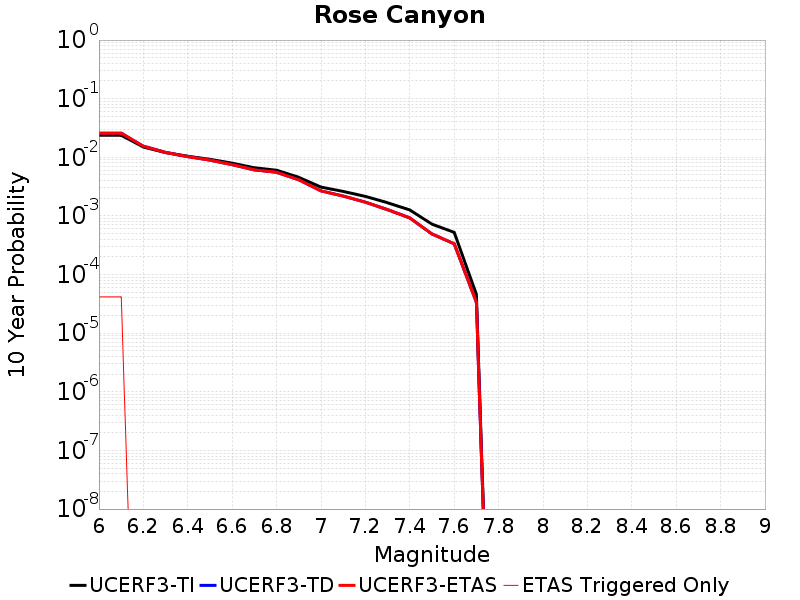 Rose Canyon
10^0
10^-1
10^-2
10^-3
10^-4
10^-5
10^-6
10^-7
10^-8
10 Year Probability
6 6.2 6.4 6.6 6.8 7 7.2 7.4 7.6 7.8 8 8.2 8.4 8.6 8.8 9
Magnitude
UCERF3-TI UCERF3-TD UCERF3-ETAS ETAS Triggered Only